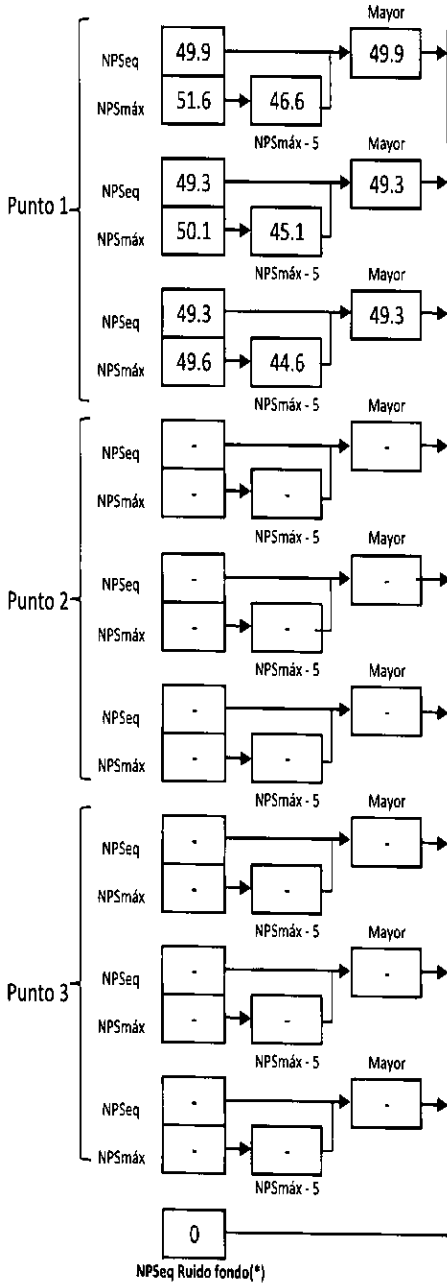 Mayor
NPSeq 49.9 49.9
NPSmáx 51.6 46.6
NPSmáx - 5
Mayor
NPSeq 49.3 49.3
Punto 1
NPSmáx 50.1 45.1
NPSmáx - 5
Mayor
NPSeq 49.3 49.3
NPSmáx 49.6 44.6
NPSmáx - 5
Mayor
NPSeq - -
NPSmáx - -
NPSmáx - 5
Mayor
NPSeq - -
Punto 2
NPSmáx - -
NPSmáx - 5
Mayor
NPSeq - -
NPSmáx - -
NPSmáx - 5
Mayor
NPSeq - -
NPSmáx - -
NPSmáx - 5
Mayor
NPSeq - -
Punto 3
NPSmáx - -
NPSmáx - 5
Mayor
NPSeq - -
NPSmáx - -
NPSmáx - 5
0
NPSeq Ruido fondo(*)